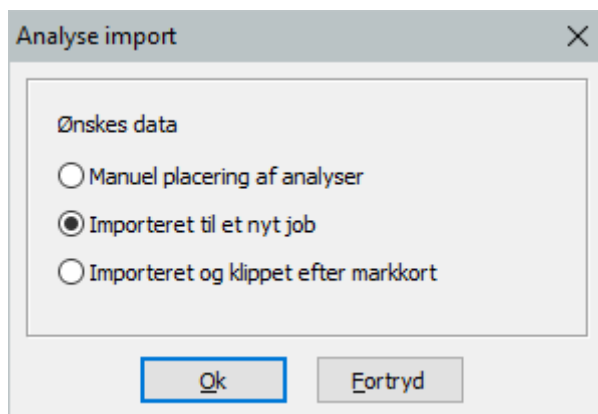 Analyse import
Ønskes data
Manuel placering af analyser
Importeret til et nyt job
Importeret og klippet efter markkort
Ok
Fortryd